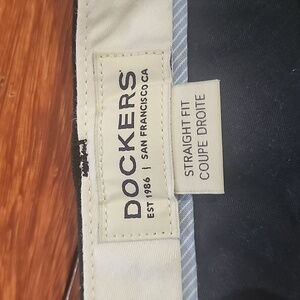 DOCKERS®
EST 1986 | SAN FRANCISCO CA
STRAIGHT FIT
COUPE DROITE